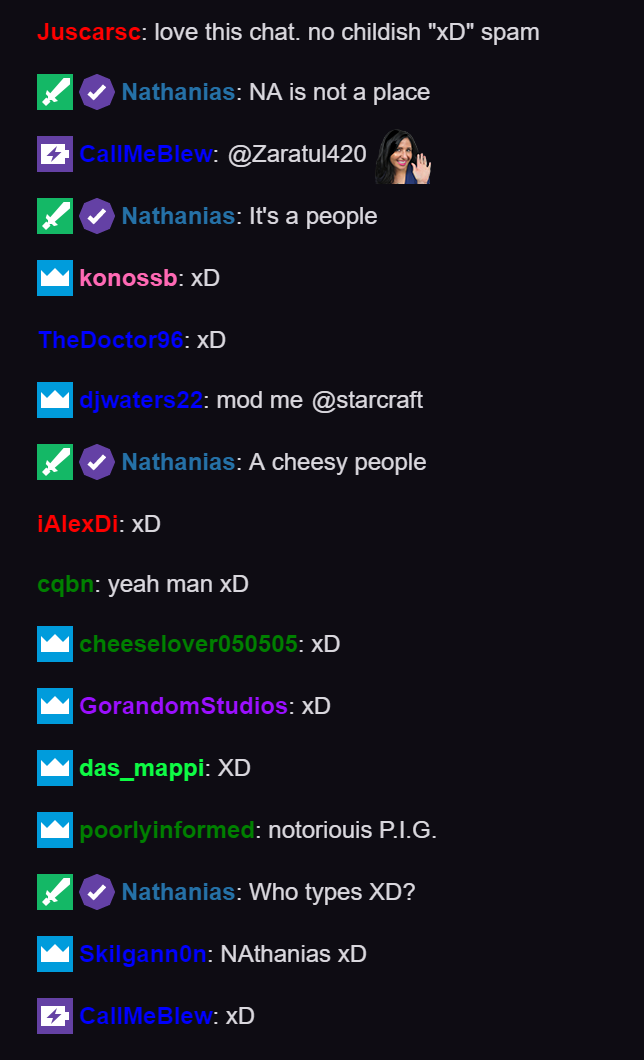 Juscarsc: love this chat. no childish "xD" spam
Nathanias: NA is not a place
CallMeBlew: @Zaratul420
Nathanias: It's a people
konossb: xD
TheDoctor96: xD
djwaters22: mod me @starcraft
Nathanias: A cheesy people
iAlexDi: xD
cqbn: yeah man xD
cheeselover050505: xD
GorandomStudios: xD
das_mappi: XD
poorlyinformed: notoriouis P.I.G.
Nathanias: Who types XD?
Skilgann0n: NAthanias xD
CallMeBlew: xD